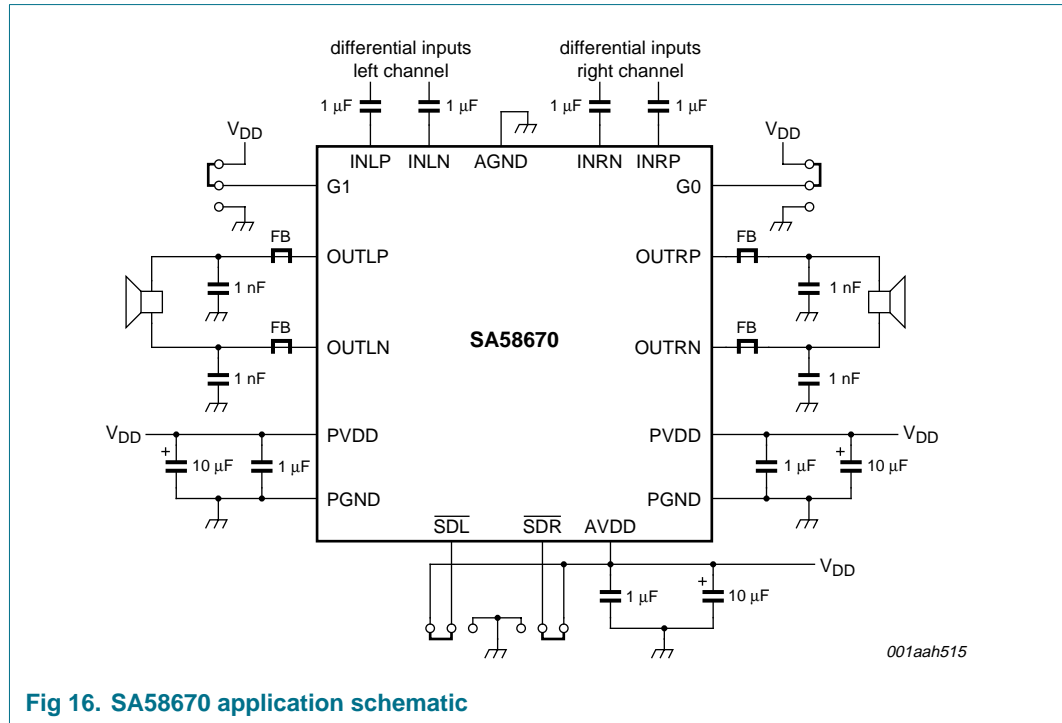 differential inputs
left channel
differential inputs
right channel
1 μF
1 μF
1 μF
1 μF
VDD
VDD
INLP
INLN
AGND
INRN
INRP
G1
G0
FB
OUTLP
OUTRP
FB
1 nF
1 nF
SA58670
FB
OUTLN
OUTRN
FB
1 nF
1 nF
VDD
PVDD
PVDD
VDD
+
10 μF
1 μF
1 μF
+
10 μF
PGND
PGND
SDL
SDR
AVDD
VDD
1 μF
+
10 μF
001aah515
Fig 16. SA58670 application schematic